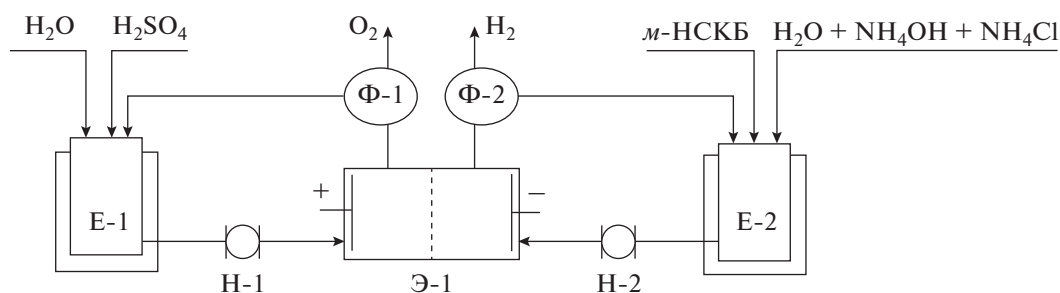 H₂O
H₂SO₄
O₂
H₂
м-НСКБ
H₂O + NH₄OH + NH₄Cl
Ф-1
Ф-2
+
−
Е-1
Е-2
Н-1
Э-1
Н-2